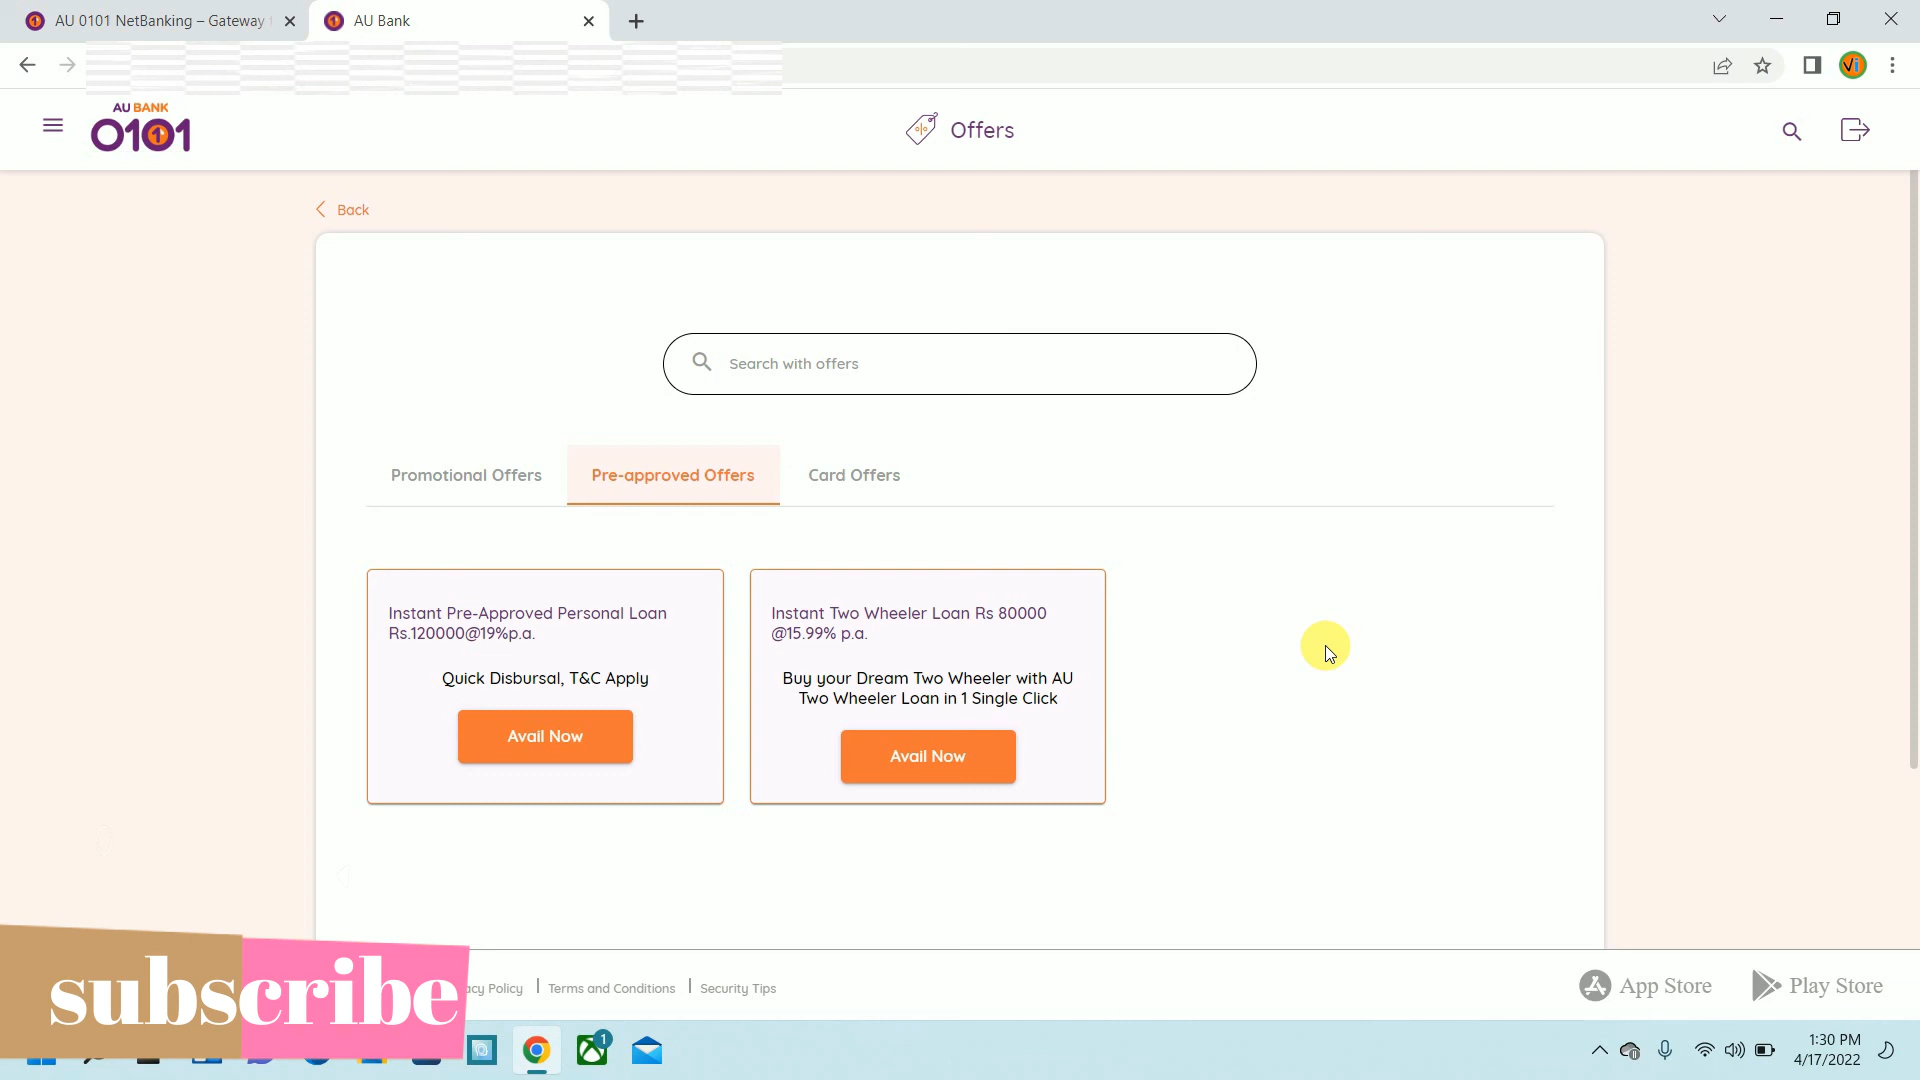 AU 0101 NetBanking – Gateway
AU Bank
AU BANK
0101
Offers
Back
Search with offers
Promotional Offers
Pre-approved Offers
Card Offers
Instant Pre-Approved Personal Loan
Rs.120000@19%p.a.
Quick Disbursal, T&C Apply
Avail Now
Instant Two Wheeler Loan Rs 80000
@15.99% p.a.
Buy your Dream Two Wheeler with AU
Two Wheeler Loan in 1 Single Click
Avail Now
subscribe
acy Policy
Terms and Conditions
Security Tips
App Store
Play Store
1
1:30 PM
4/17/2022